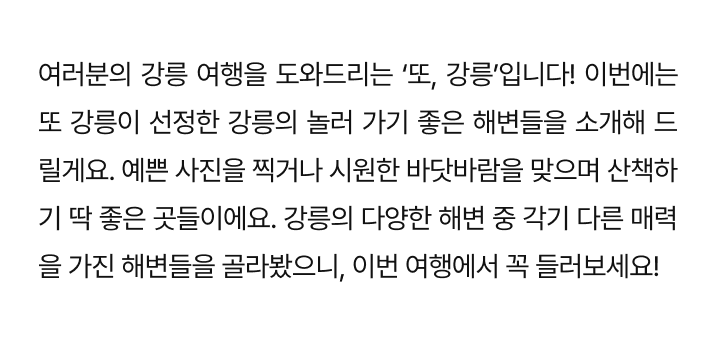 여러분의 강릉 여행을 도와드리는 ‘또, 강릉’입니다! 이번에는
또 강릉이 선정한 강릉의 놀러 가기 좋은 해변들을 소개해 드
릴게요. 예쁜 사진을 찍거나 시원한 바닷바람을 맞으며 산책하
기 딱 좋은 곳들이에요. 강릉의 다양한 해변 중 각기 다른 매력
을 가진 해변들을 골라봤으니, 이번 여행에서 꼭 들러보세요!